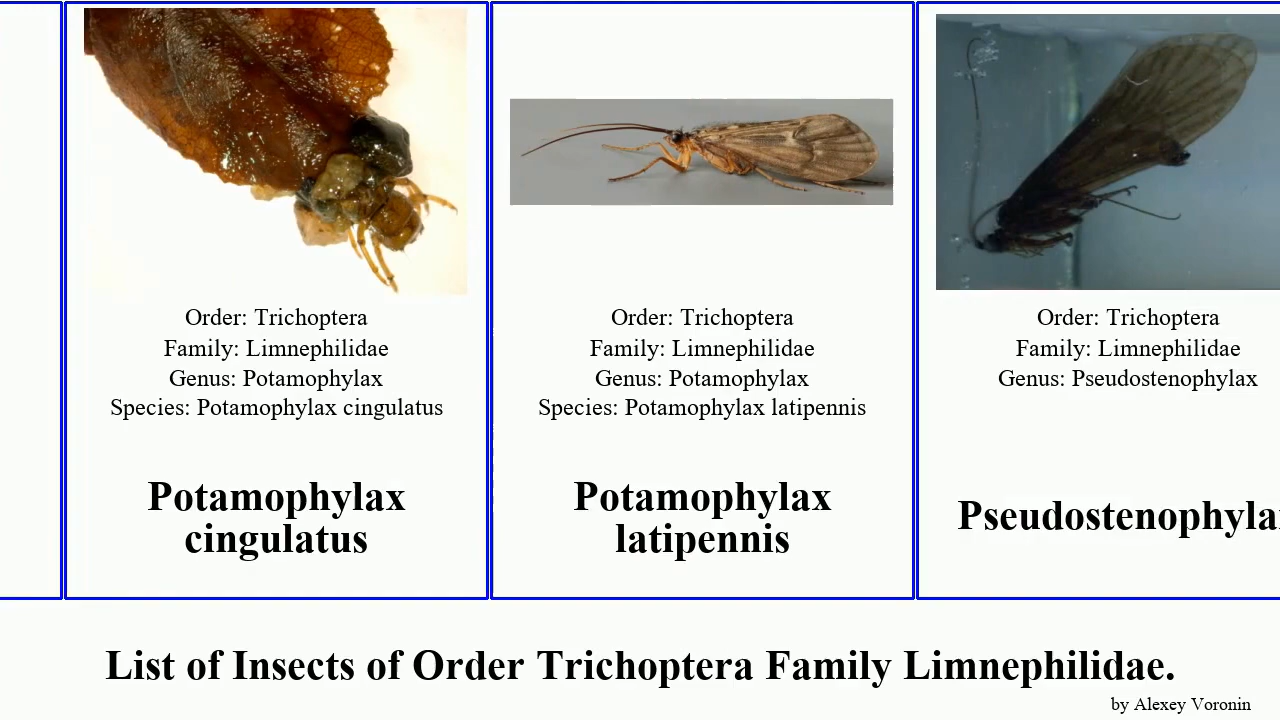 Order: Trichoptera
Family: Limnephilidae
Genus: Potamophylax
Species: Potamophylax cingulatus
Potamophylax
cingulatus
Order: Trichoptera
Family: Limnephilidae
Genus: Potamophylax
Species: Potamophylax latipennis
Potamophylax
latipennis
Order: Trichoptera
Family: Limnephilidae
Genus: Pseudostenophylax
Pseudostenophylax
List of Insects of Order Trichoptera Family Limnephilidae.
by Alexey Voronin